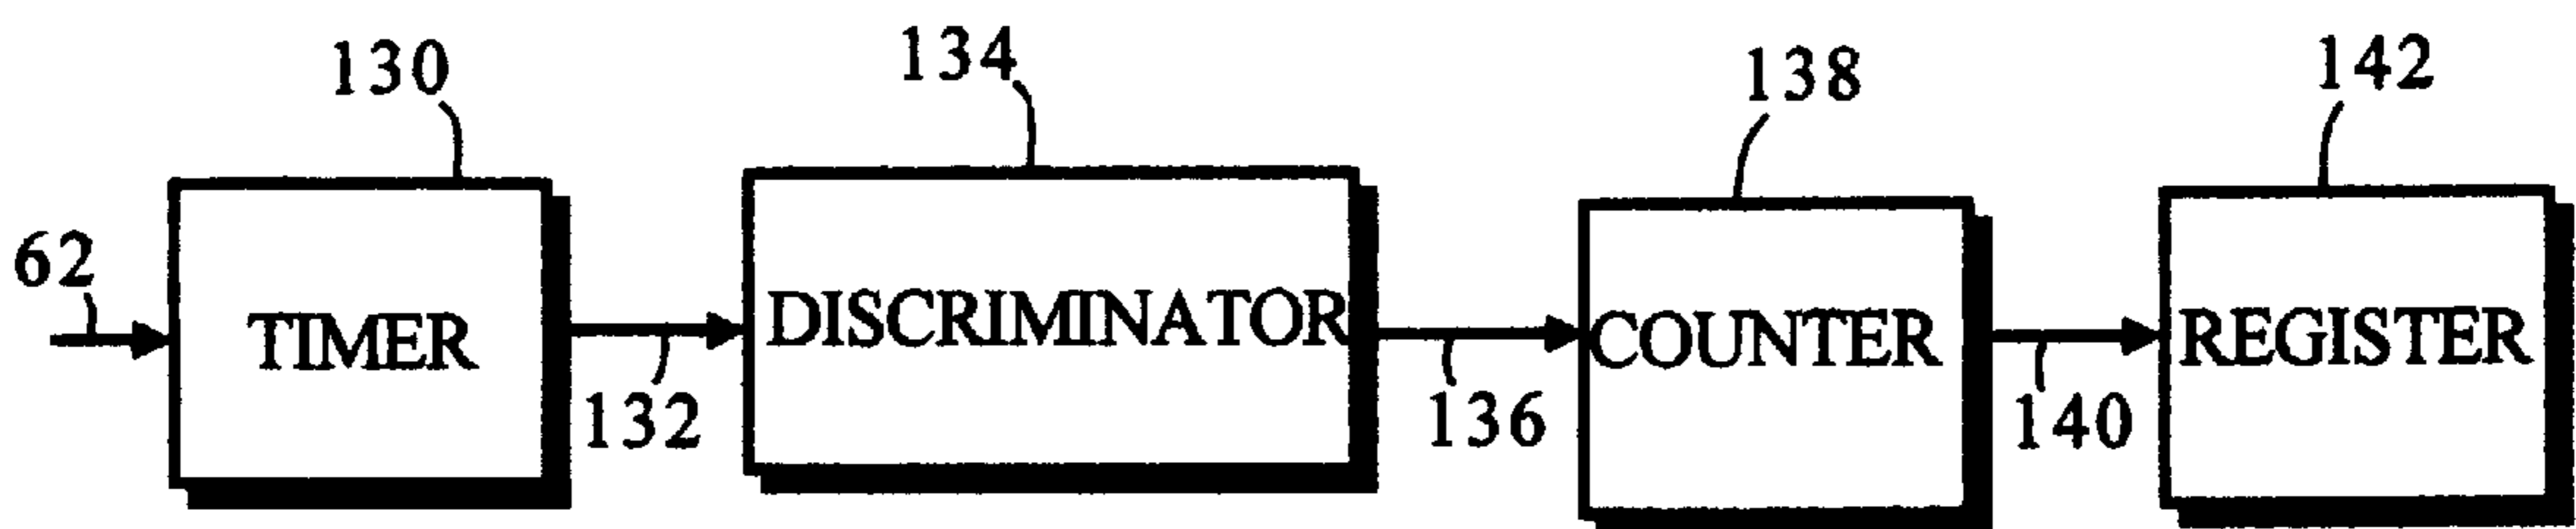 130
134
138
142
62
TIMER
DISCRIMINATOR
COUNTER
REGISTER
132
136
140